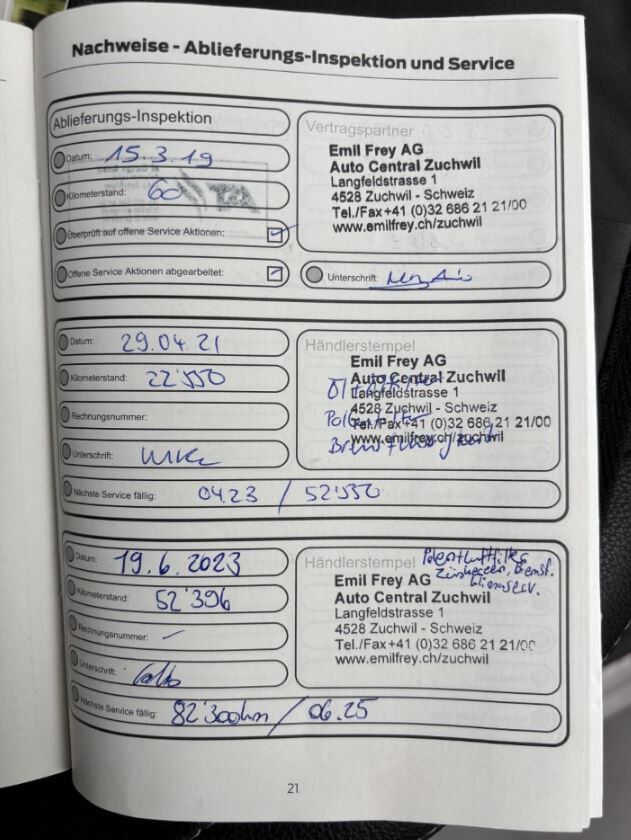 Nachweise - Ablieferungs-Inspektion und Service
Ablieferungs-Inspektion
Datum: 15.3.19
Kilometerstand: 60
Überprüft auf offene Service Aktionen:
Offene Service Aktionen abgearbeitet:
Vertragspartner
Emil Frey AG
Auto Central Zuchwil
Langfeldstrasse 1
4528 Zuchwil - Schweiz
Tel./Fax+41 (0)32 686 21 21/00
www.emilfrey.ch/zuchwil
Unterschrift:
Datum: 29.04.21
Kilometerstand: 22'550
Rechnungsnummer:
Unterschrift:
Händlerstempel
Emil Frey AG
Auto Central Zuchwil
Langfeldstrasse 1
4528 Zuchwil - Schweiz
Tel./Fax+41 (0)32 686 21 21/00
www.emilfrey.ch/zuchwil
Nächste Service fällig: 04.23 / 52'550
Datum: 19.6.2023
Kilometerstand: 52'396
Rechnungsnummer: -
Unterschrift:
Händlerstempel
Emil Frey AG
Auto Central Zuchwil
Langfeldstrasse 1
4528 Zuchwil - Schweiz
Tel./Fax+41 (0)32 686 21 21/00
www.emilfrey.ch/zuchwil
Nächste Service fällig: 82'300km / 06.25
21